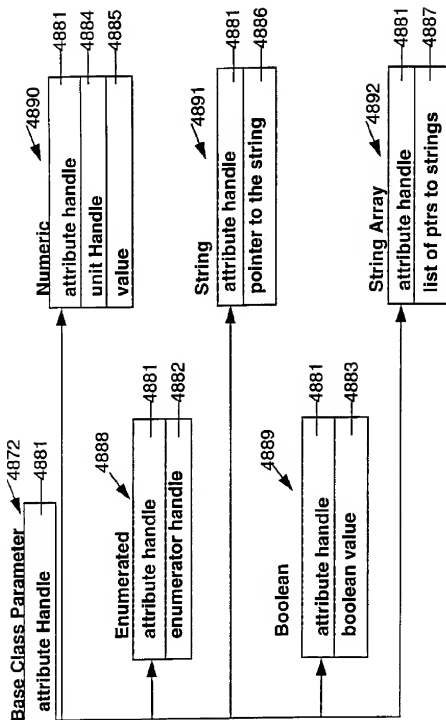 Base Class Parameter
4872
attribute Handle
4881
Enumerated
4888
attribute handle
4881
enumerator handle
4882
Boolean
4889
attribute handle
4881
boolean value
4883
Numeric
4890
attribute handle
4881
unit Handle
4884
value
4885
String
4891
attribute handle
4881
pointer to the string
4886
String Array
4892
attribute handle
4881
list of ptrs to strings
4887